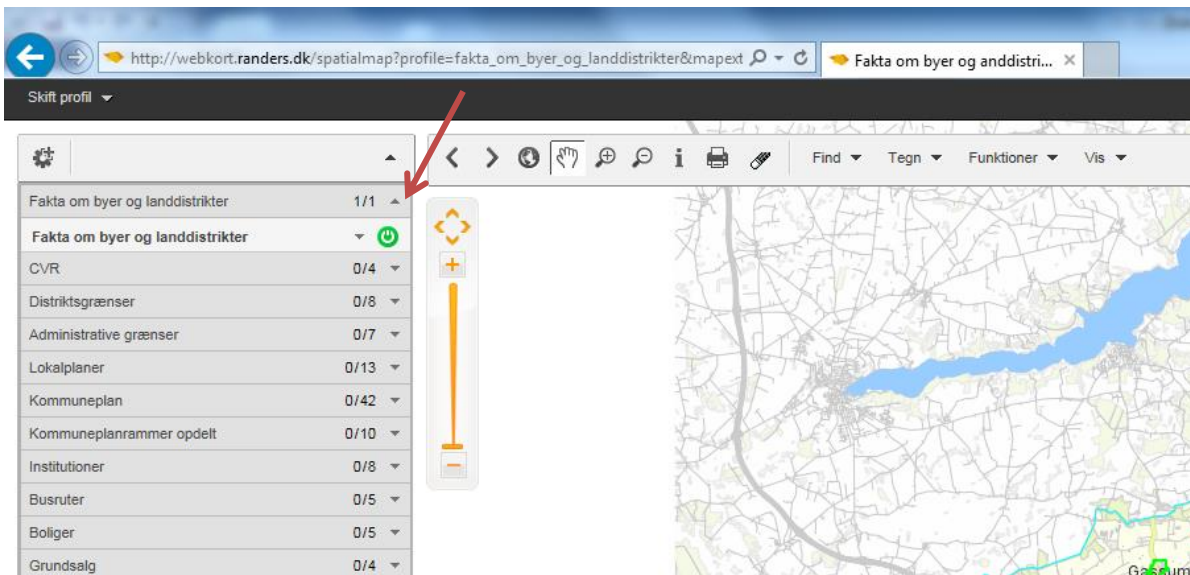 http://webkort.randers.dk/spatialmap?profile=fakta_om_byer_og_landdistrikter&mapext
Fakta om byer og anddistri...
Skift profil
Find Tegn Funktioner Vis
Fakta om byer og landdistrikter 1/1
Fakta om byer og landdistrikter
CVR 0/4
Distriktsgrænser 0/8
Administrative grænser 0/7
Lokalplaner 0/13
Kommuneplan 0/42
Kommuneplanrammer opdelt 0/10
Institutioner 0/8
Busruter 0/5
Boliger 0/5
Grundsalg 0/4
Gassum